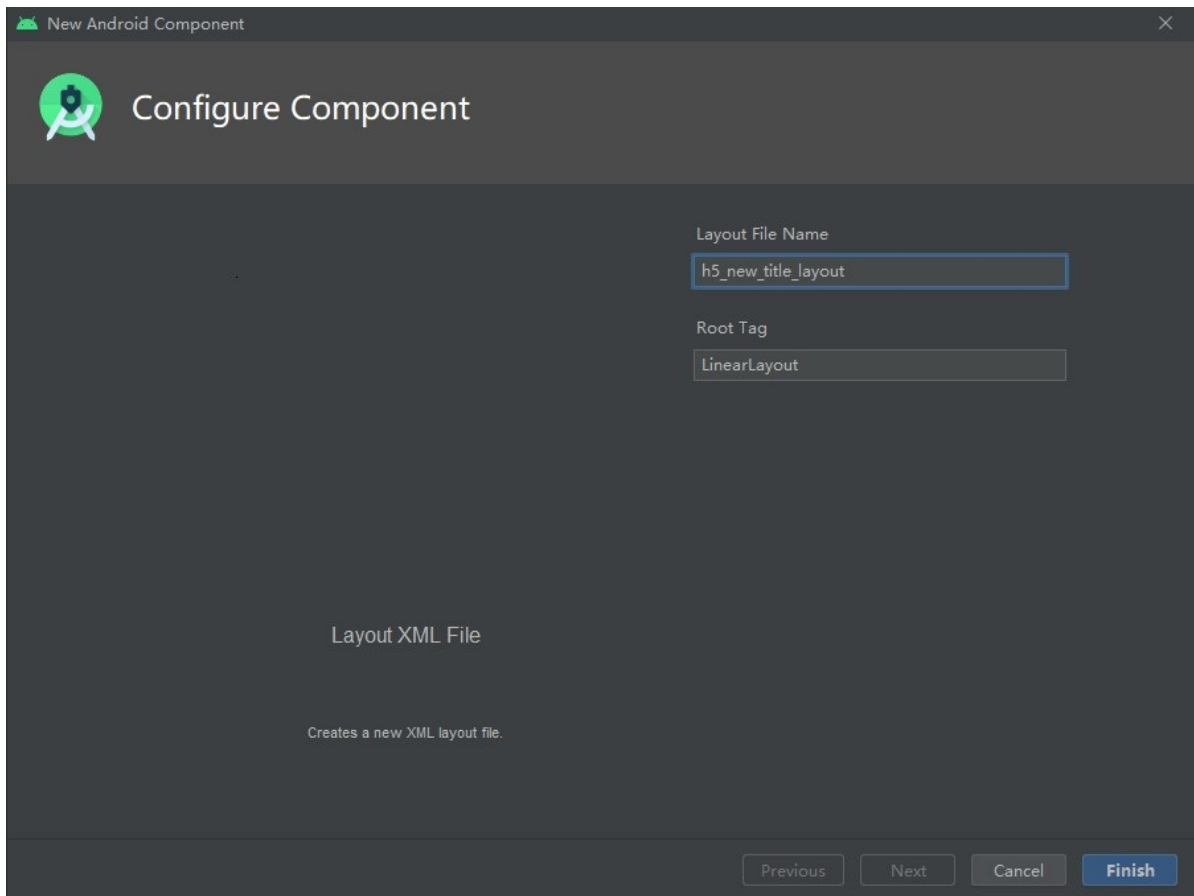 New Android Component
Configure Component
Layout File Name
h5_new_title_layout
Root Tag
LinearLayout
Layout XML File
Creates a new XML layout file.
Previous
Next
Cancel
Finish